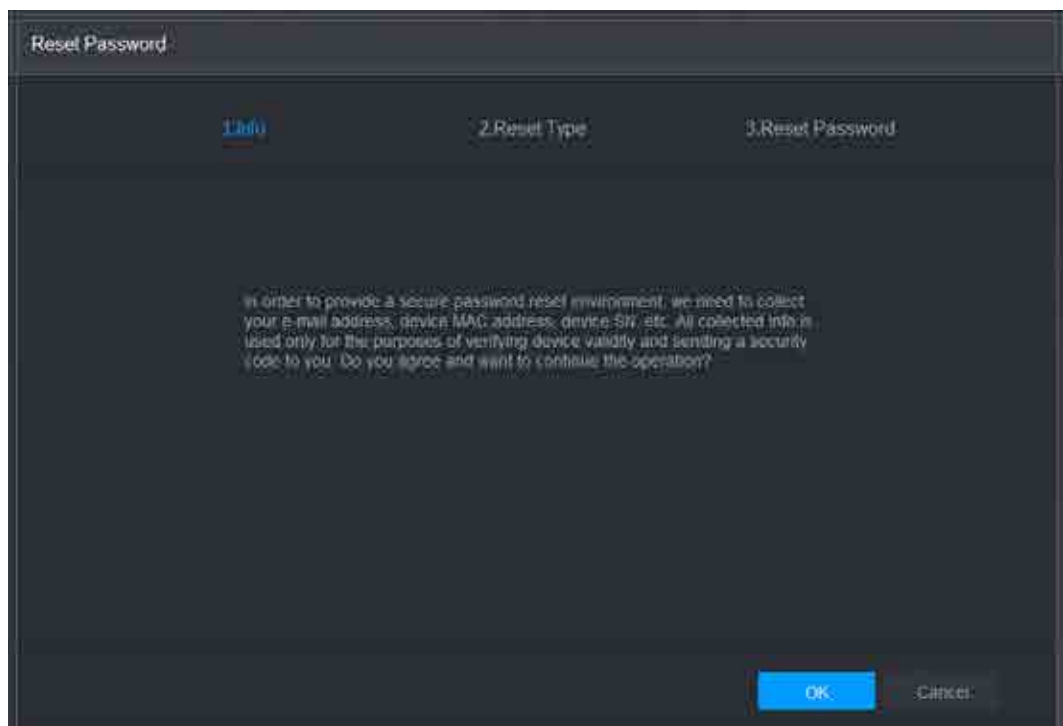 Reset Password
1.Info
2.Reset Type
3.Reset Password
In order to provide a secure password reset environment, we need to collect
your e-mail address, device MAC address, device SN, etc. All collected info is
used only for the purposes of verifying device validity and sending a security
code to you. Do you agree and want to continue the operation?
OK
Cancel